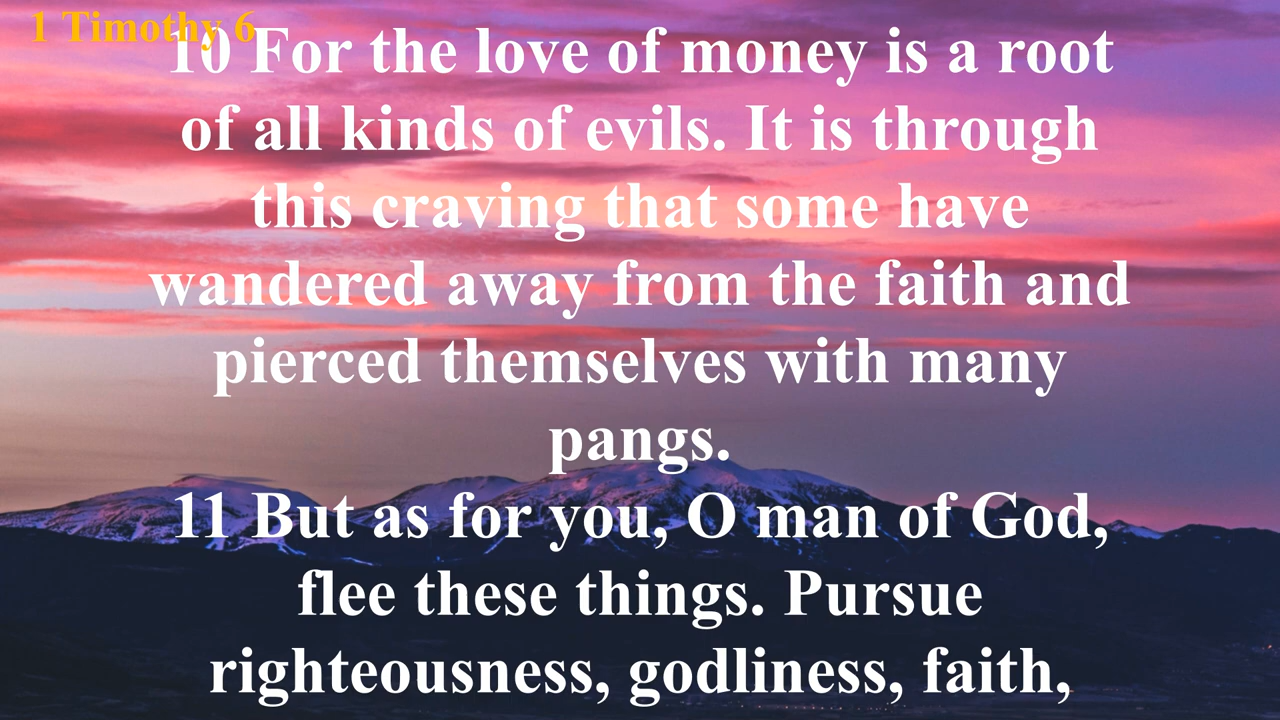 1 Timothy 6
10 For the love of money is a root
of all kinds of evils. It is through
this craving that some have
wandered away from the faith and
pierced themselves with many
pangs.
11 But as for you, O man of God,
flee these things. Pursue
righteousness, godliness, faith,